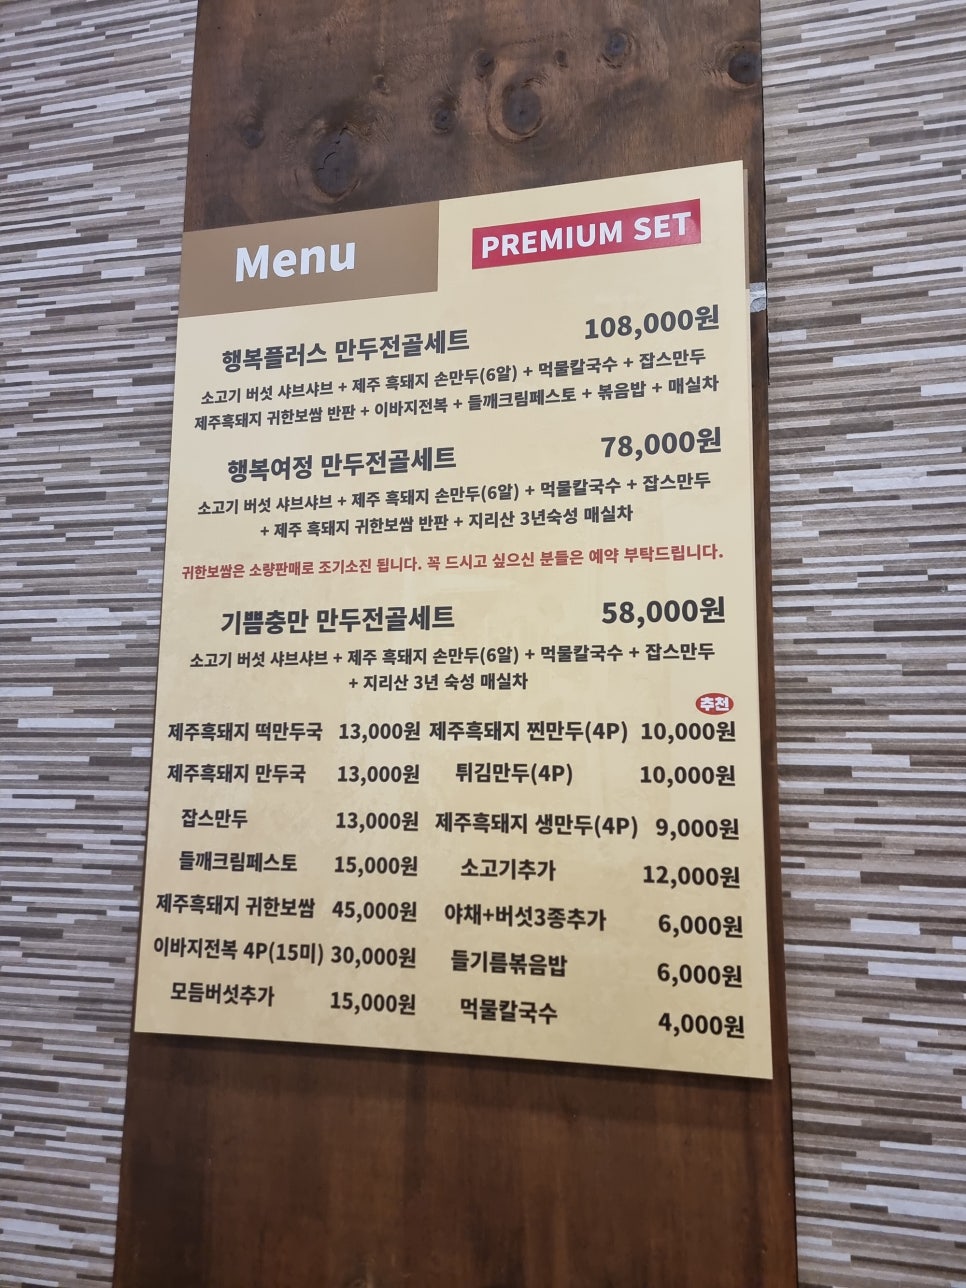 Menu
PREMIUM SET
행복플러스 만두전골세트 108,000원
소고기 버섯 샤브샤브 + 제주 흑돼지 손만두(6알) + 먹물칼국수 + 잡스만두
제주흑돼지 귀한보쌈 반판 + 이바지전복 + 들깨크림페스토 + 볶음밥 + 매실차
행복여정 만두전골세트 78,000원
소고기 버섯 샤브샤브 + 제주 흑돼지 손만두(6알) + 먹물칼국수 + 잡스만두
+ 제주 흑돼지 귀한보쌈 반판 + 지리산 3년숙성 매실차
귀한보쌈은 소량판매로 조기소진 됩니다. 꼭 드시고 싶으신 분들은 예약 부탁드립니다.
기쁨충만 만두전골세트 58,000원
소고기 버섯 샤브샤브 + 제주 흑돼지 손만두(6알) + 먹물칼국수 + 잡스만두
+ 지리산 3년 숙성 매실차
추천
제주흑돼지 떡만두국 13,000원 제주흑돼지 찐만두(4P) 10,000원
제주흑돼지 만두국 13,000원 튀김만두(4P) 10,000원
잡스만두 13,000원 제주흑돼지 생만두(4P) 9,000원
들깨크림페스토 15,000원 소고기추가 12,000원
제주흑돼지 귀한보쌈 45,000원 야채+버섯3종추가 6,000원
이바지전복 4P(15미) 30,000원 들기름볶음밥 6,000원
모듬버섯추가 15,000원 먹물칼국수 4,000원